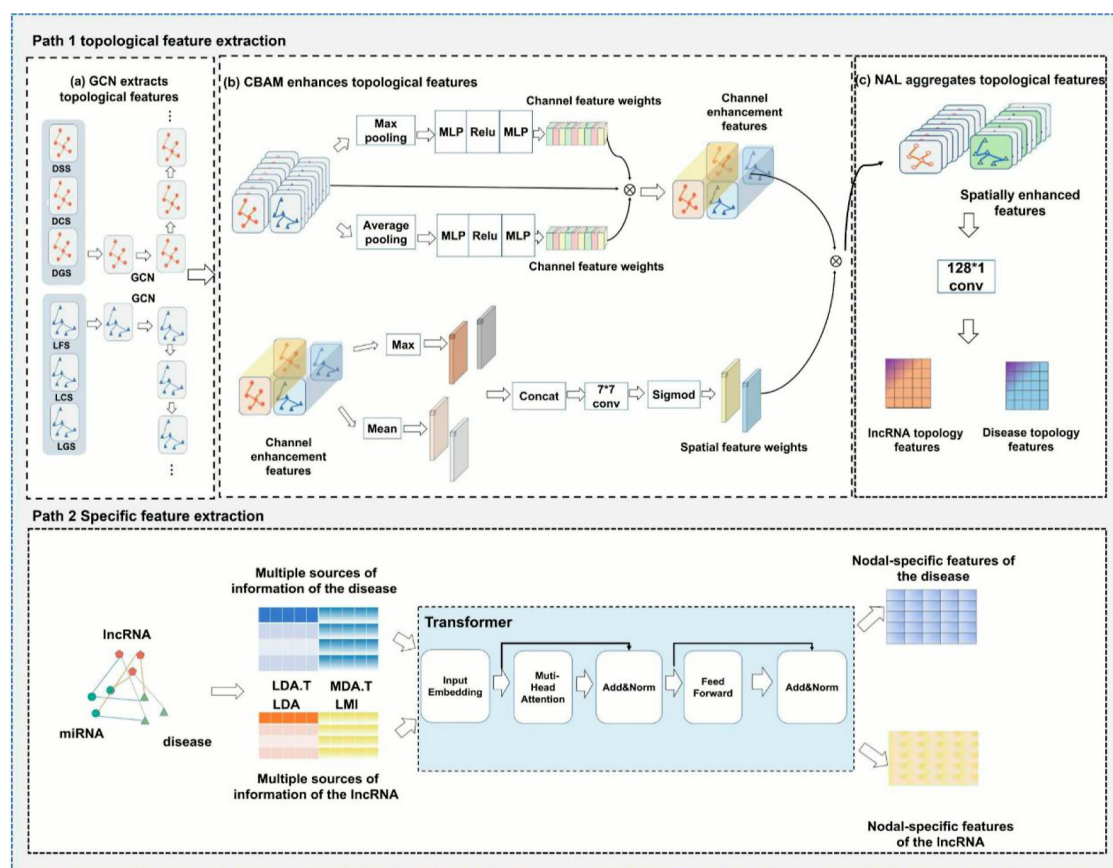 Path 1 topological feature extraction
(a) GCN extracts
topological features
DSS
DCS
DGS
GCN
GCN
LFS
LCS
LGS
(b) CBAM enhances topological features
Max
pooling
MLP
Relu
MLP
Channel feature weights
Average
pooling
MLP
Relu
MLP
Channel feature weights
Channel
enhancement
features
Channel
enhancement
features
Max
Mean
Concat
7*7
conv
Sigmod
Spatial feature weights
(c) NAL aggregates topological features
Spatially enhanced
features
128*1
conv
lncRNA topology
features
Disease topology
features
Path 2 Specific feature extraction
lncRNA
miRNA
disease
Multiple sources of
information of the disease
LDA.T MDA.T
LDA LMI
Multiple sources of
information of the lncRNA
Transformer
Input
Embedding
Muti-
Head
Attention
Add&Norm
Feed
Forward
Add&Norm
Nodal-specific features of
the disease
Nodal-specific features
of the lncRNA